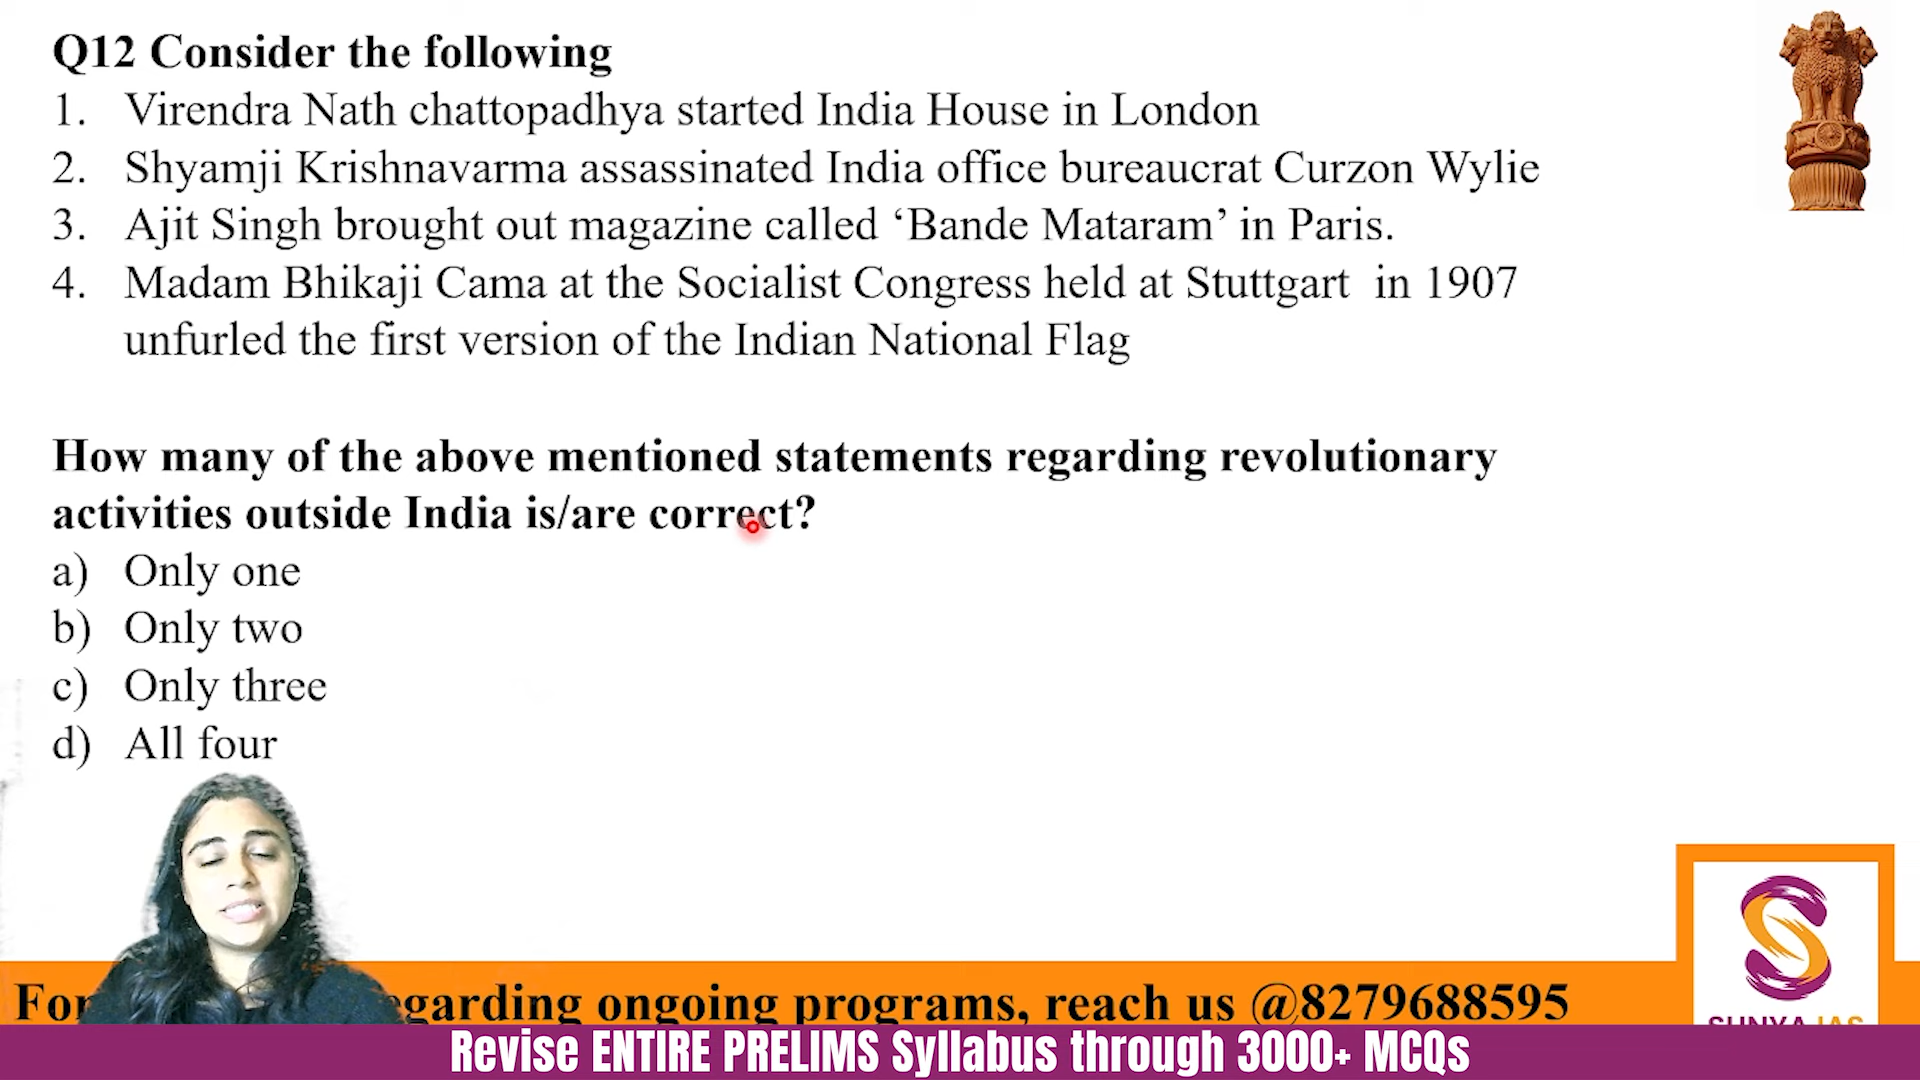 Q12 Consider the following
1. Virendra Nath chattopadhya started India House in London
2. Shyamji Krishnavarma assassinated India office bureaucrat Curzon Wylie
3. Ajit Singh brought out magazine called ‘Bande Mataram’ in Paris.
4. Madam Bhikaji Cama at the Socialist Congress held at Stuttgart in 1907
unfurled the first version of the Indian National Flag
How many of the above mentioned statements regarding revolutionary
activities outside India is/are correct?
a) Only one
b) Only two
c) Only three
d) All four
For garding ongoing programs, reach us @8279688595
SUNYA IAS
Revise ENTIRE PRELIMS Syllabus through 3000+ MCQs